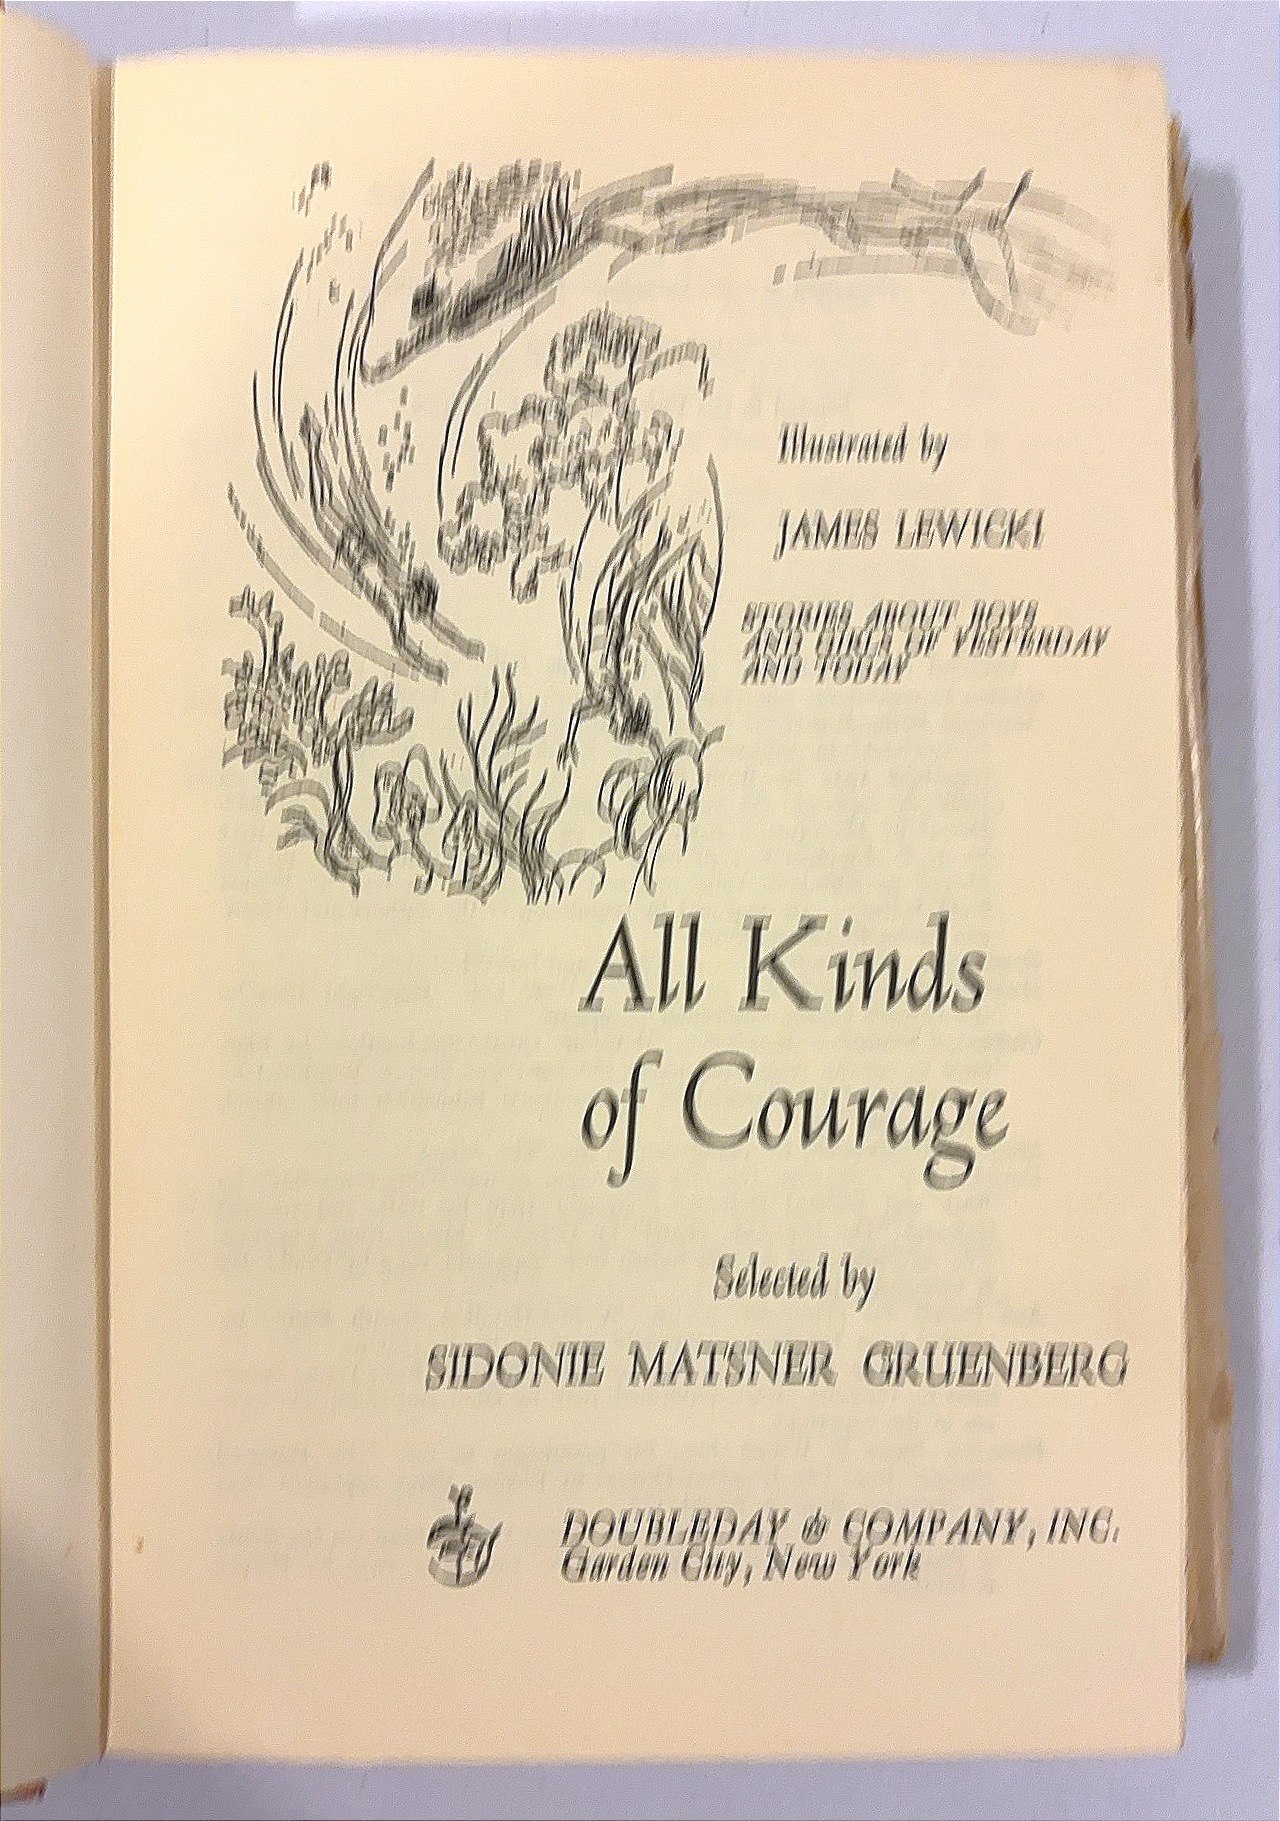 Illustrated by
JAMES LEWICKI
STORIES ABOUT BOYS
AND GIRLS OF YESTERDAY
AND TODAY
All Kinds
of Courage
Selected by
SIDONIE MATSNER GRUENBERG
DOUBLEDAY & COMPANY, INC.
Garden City, New York